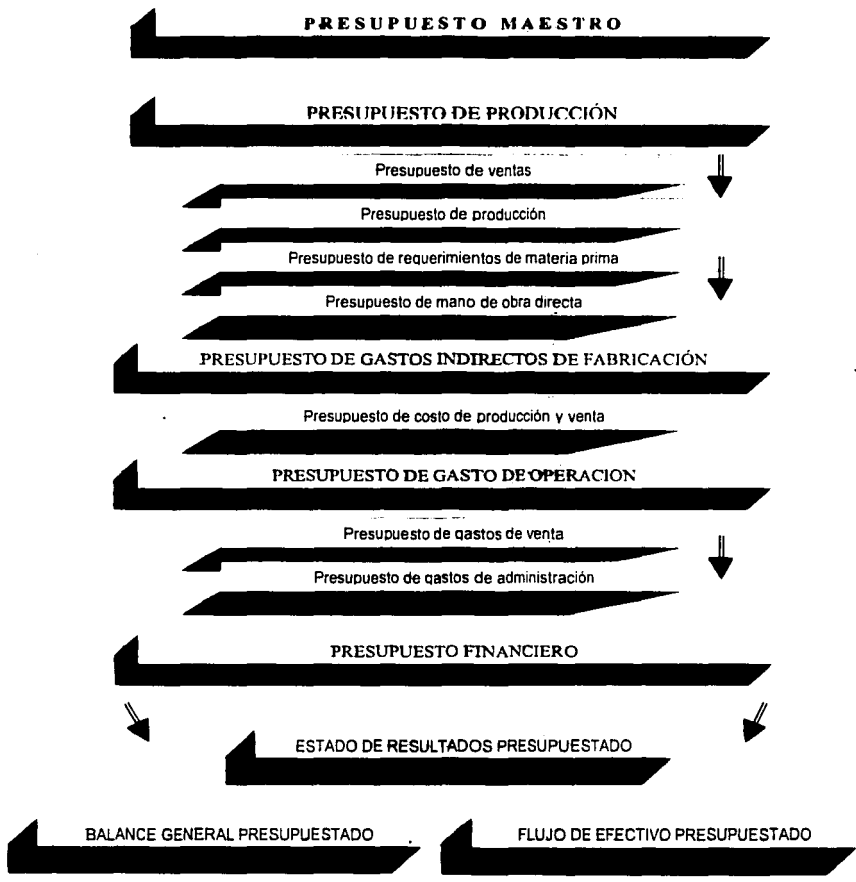 PRESUPUESTO MAESTRO
PRESUPUESTO DE PRODUCCIÓN
Presupuesto de ventas
Presupuesto de producción
Presupuesto de requerimientos de materia prima
Presupuesto de mano de obra directa
PRESUPUESTO DE GASTOS INDIRECTOS DE FABRICACIÓN
Presupuesto de costo de producción y venta
PRESUPUESTO DE GASTO DE OPERACION
Presupuesto de gastos de venta
Presupuesto de gastos de administración
PRESUPUESTO FINANCIERO
ESTADO DE RESULTADOS PRESUPUESTADO
BALANCE GENERAL PRESUPUESTADO
FLUJO DE EFECTIVO PRESUPUESTADO